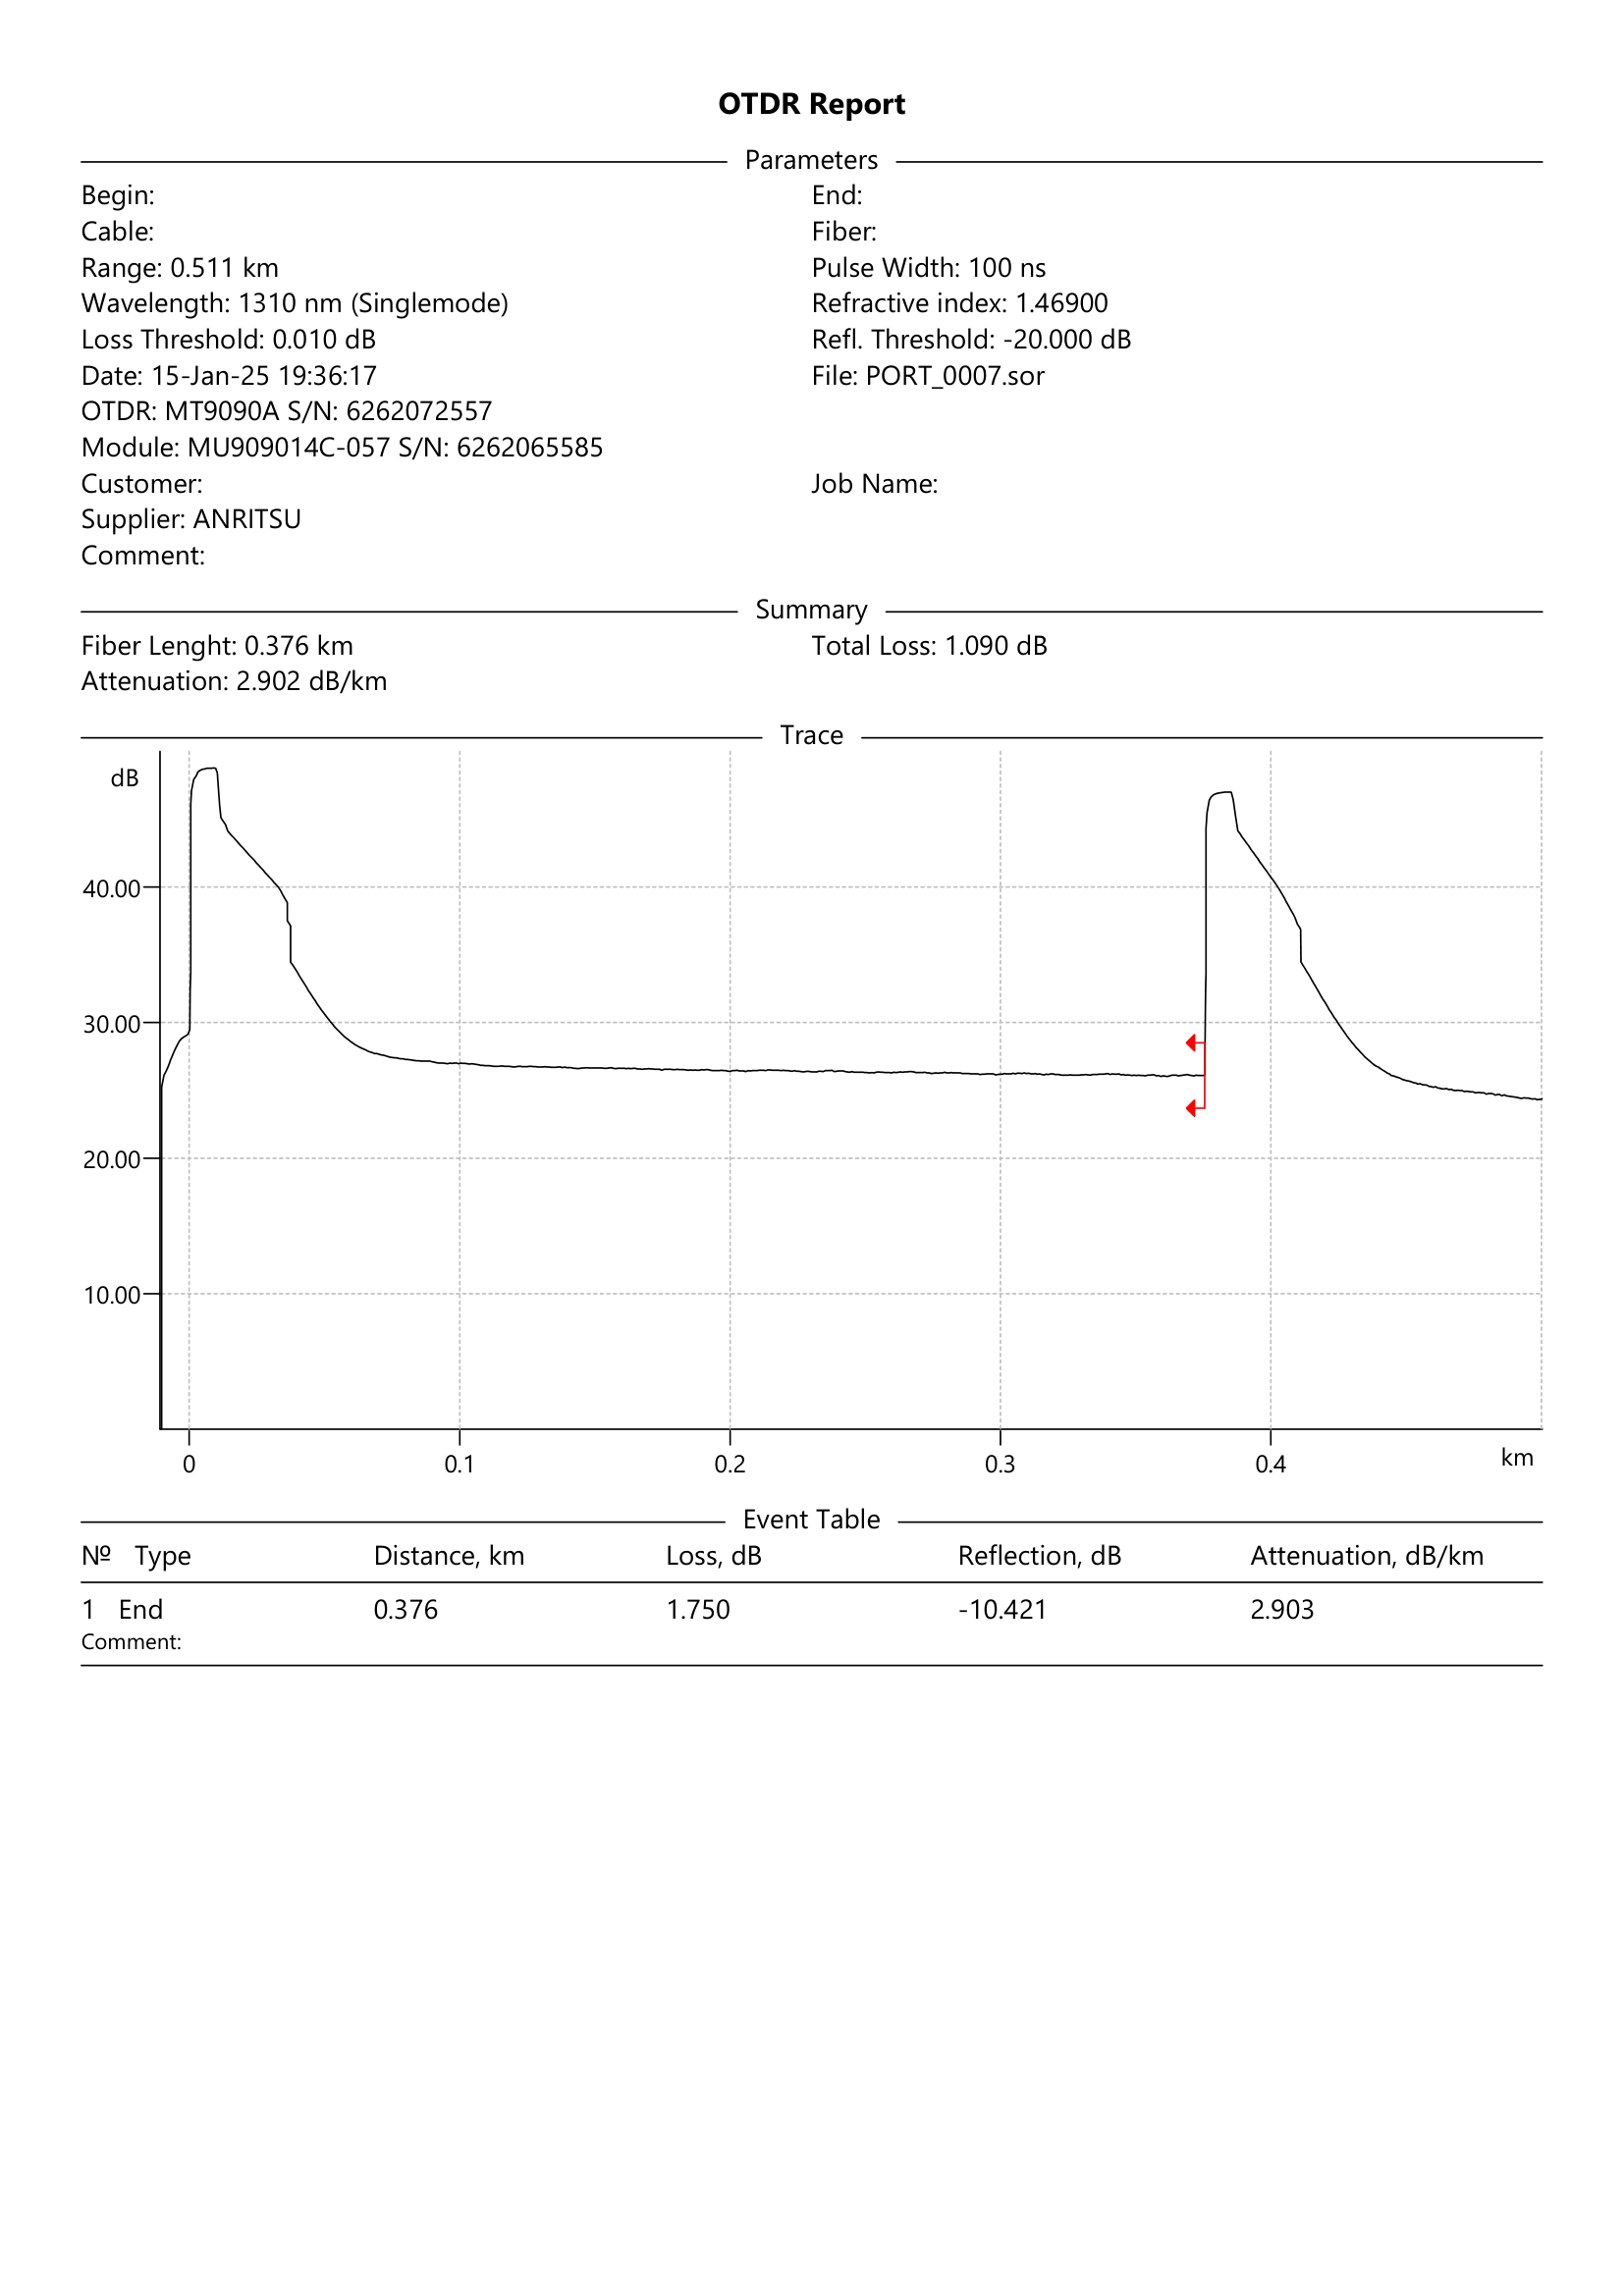 OTDR Report
Parameters
Begin: End:
Cable: Fiber:
Range: 0.511 km Pulse Width: 100 ns
Wavelength: 1310 nm (Singlemode) Refractive index: 1.46900
Loss Threshold: 0.010 dB Refl. Threshold: -20.000 dB
Date: 15-Jan-25 19:36:17 File: PORT_0007.sor
OTDR: MT9090A S/N: 6262072557
Module: MU909014C-057 S/N: 6262065585
Customer: Job Name:
Supplier: ANRITSU
Comment:
Summary
Fiber Lenght: 0.376 km Total Loss: 1.090 dB
Attenuation: 2.902 dB/km
Trace
dB
40.00
30.00
20.00
10.00
0 0.1 0.2 0.3 0.4 km
Event Table
Nº Type Distance, km Loss, dB Reflection, dB Attenuation, dB/km
1 End 0.376 1.750 -10.421 2.903
Comment: